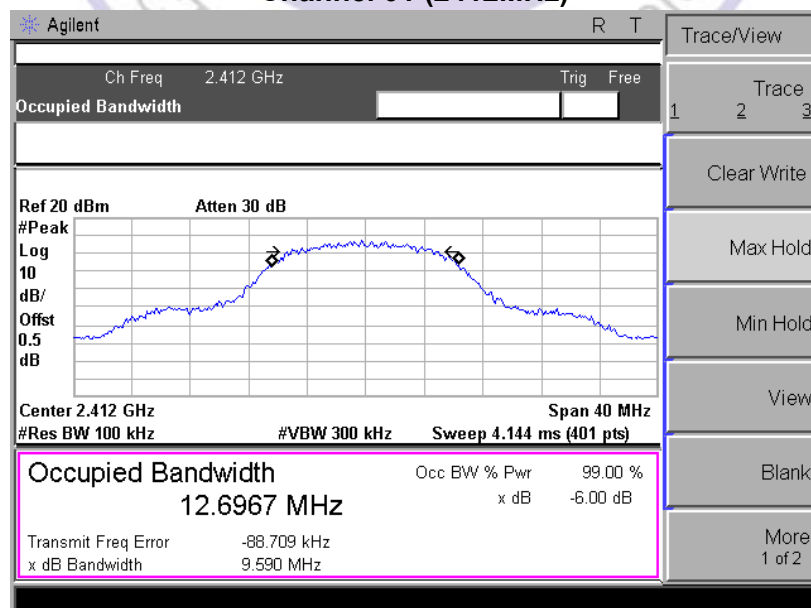 Channel 01 (2412MHz)
Agilent R T
Trace/View
Ch Freq 2.412 GHz Trig Free
Occupied Bandwidth
Trace
1 2 3
Clear Write
Ref 20 dBm Atten 30 dB
#Peak
Log
10
dB/
Offst
0.5
dB
Max Hold
Min Hold
View
Center 2.412 GHz Span 40 MHz
#Res BW 100 kHz #VBW 300 kHz Sweep 4.144 ms (401 pts)
Occupied Bandwidth Occ BW % Pwr 99.00 %
12.6967 MHz x dB -6.00 dB
Blank
Transmit Freq Error -88.709 kHz
x dB Bandwidth 9.590 MHz
More
1 of 2